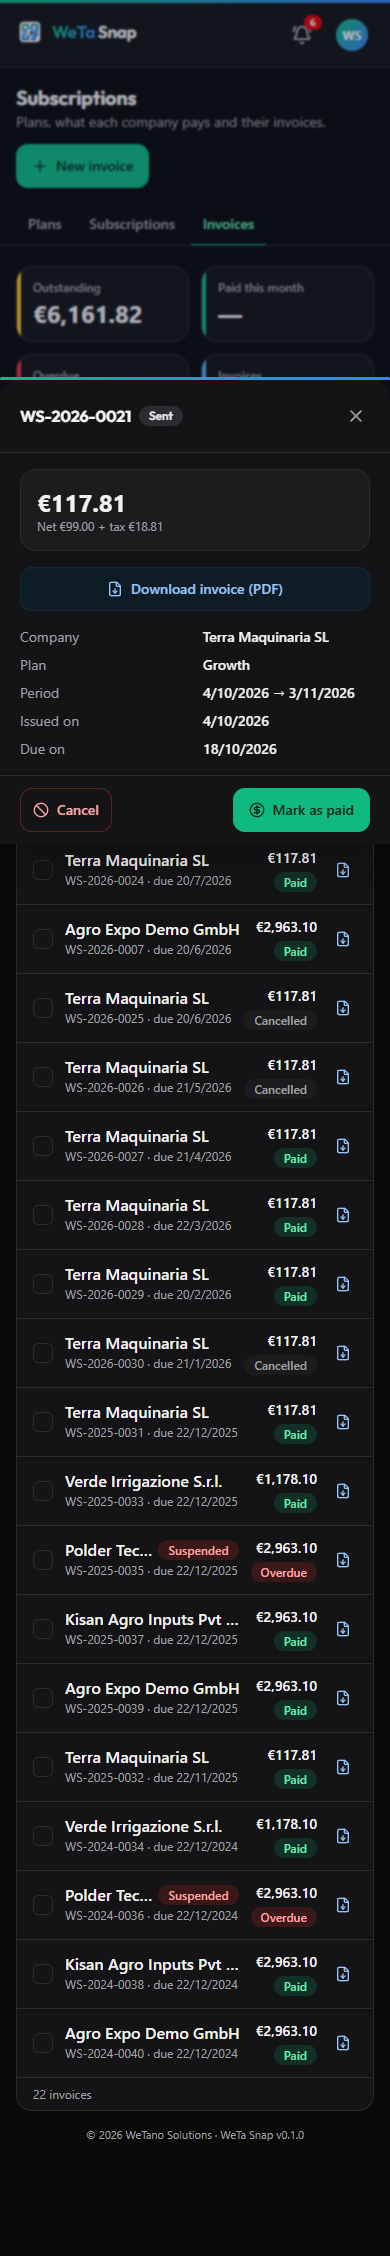 WeTa Snap
6
WS
Subscriptions
Plans, what each company pays and their invoices.
+ New invoice
Plans Subscriptions Invoices
Outstanding Paid this month
€6,161.82 —
Overdue Invoices
WS-2026-0021 Sent
€117.81
Net €99.00 + tax €18.81
Download invoice (PDF)
Company Terra Maquinaria SL
Plan Growth
Period 4/10/2026 → 3/11/2026
Issued on 4/10/2026
Due on 18/10/2026
Cancel Mark as paid
Terra Maquinaria SL €117.81
WS-2026-0024 · due 20/7/2026 Paid
Agro Expo Demo GmbH €2,963.10
WS-2026-0007 · due 20/6/2026 Paid
Terra Maquinaria SL €117.81
WS-2026-0025 · due 20/6/2026 Cancelled
Terra Maquinaria SL €117.81
WS-2026-0026 · due 21/5/2026 Cancelled
Terra Maquinaria SL €117.81
WS-2026-0027 · due 21/4/2026 Paid
Terra Maquinaria SL €117.81
WS-2026-0028 · due 22/3/2026 Paid
Terra Maquinaria SL €117.81
WS-2026-0029 · due 20/2/2026 Paid
Terra Maquinaria SL €117.81
WS-2026-0030 · due 21/1/2026 Cancelled
Terra Maquinaria SL €117.81
WS-2025-0031 · due 22/12/2025 Paid
Verde Irrigazione S.r.l. €1,178.10
WS-2025-0033 · due 22/12/2025 Paid
Polder Tec... Suspended €2,963.10
WS-2025-0035 · due 22/12/2025 Overdue
Kisan Agro Inputs Pvt ... €2,963.10
WS-2025-0037 · due 22/12/2025 Paid
Agro Expo Demo GmbH €2,963.10
WS-2025-0039 · due 22/12/2025 Paid
Terra Maquinaria SL €117.81
WS-2025-0032 · due 22/11/2025 Paid
Verde Irrigazione S.r.l. €1,178.10
WS-2024-0034 · due 22/12/2024 Paid
Polder Tec... Suspended €2,963.10
WS-2024-0036 · due 22/12/2024 Overdue
Kisan Agro Inputs Pvt ... €2,963.10
WS-2024-0038 · due 22/12/2024 Paid
Agro Expo Demo GmbH €2,963.10
WS-2024-0040 · due 22/12/2024 Paid
22 invoices
© 2026 WeTano Solutions · WeTa Snap v0.1.0